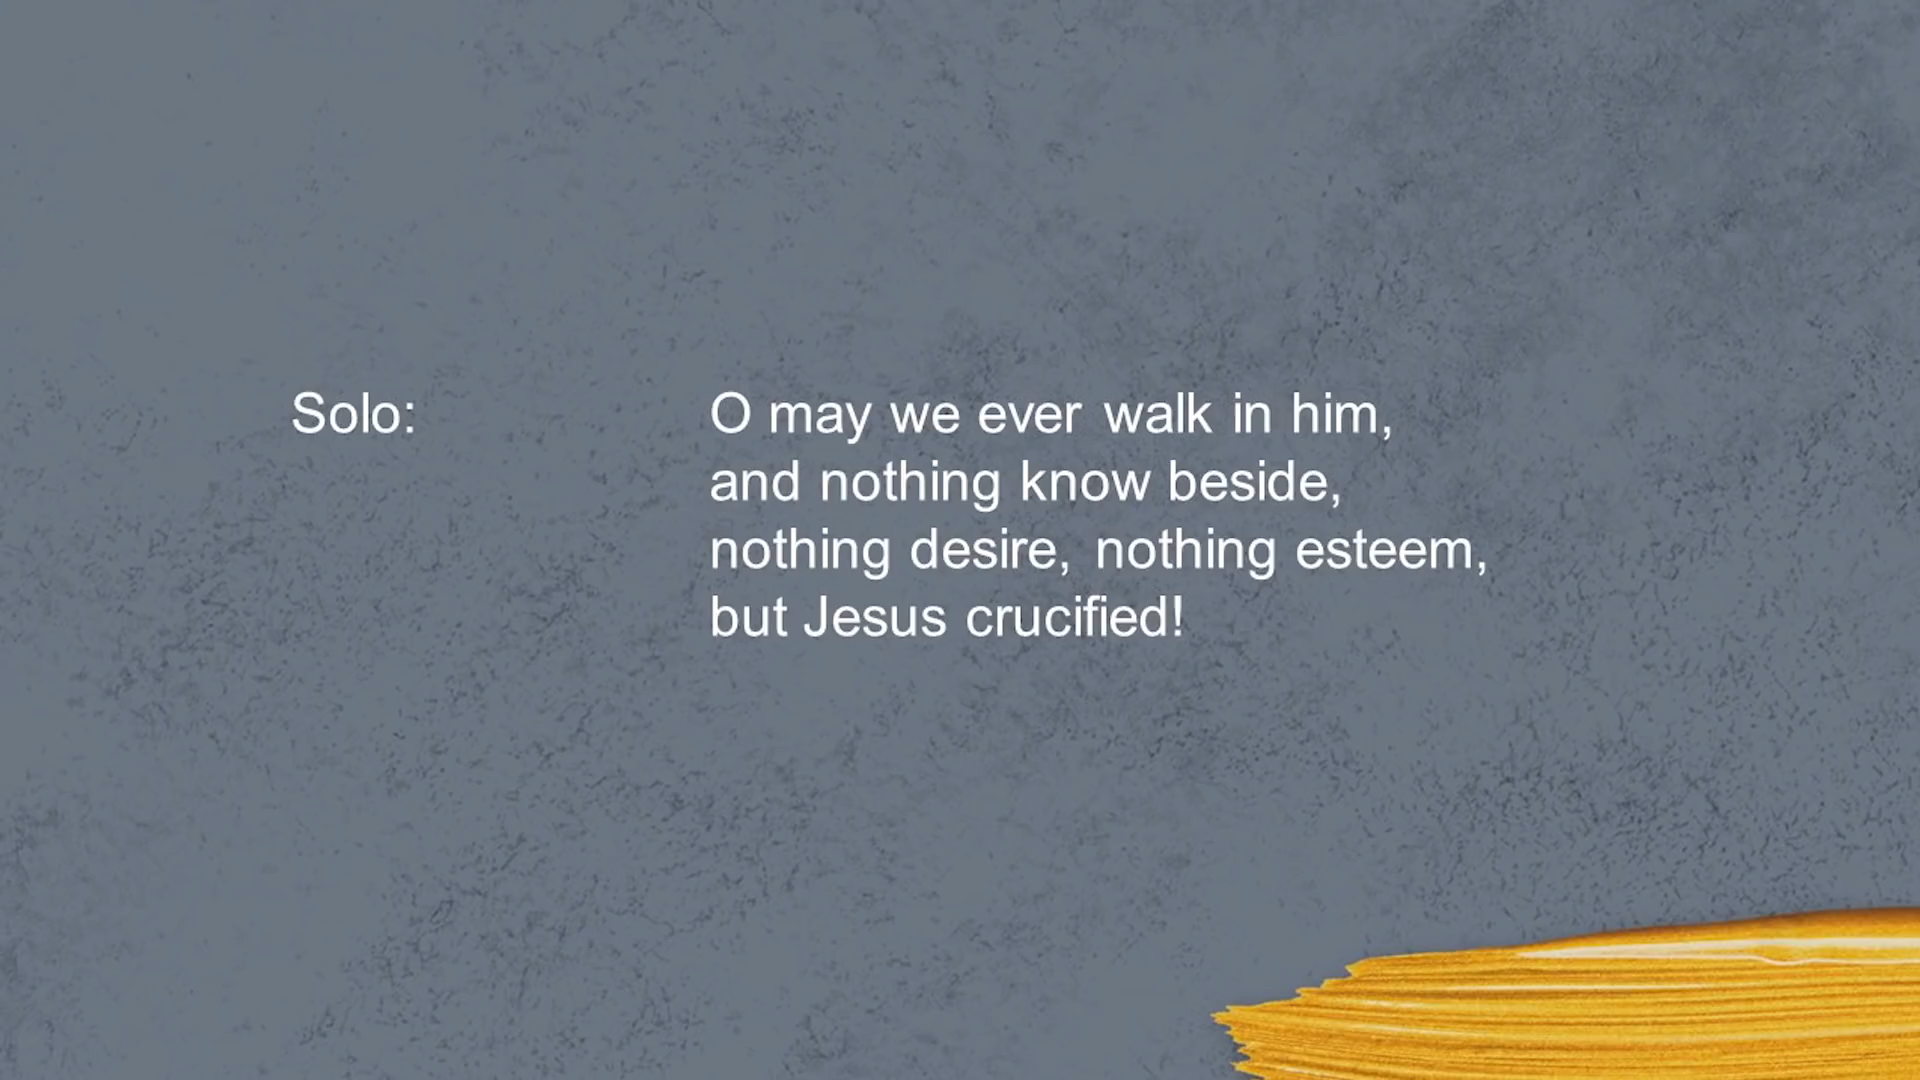 Solo: O may we ever walk in him,
and nothing know beside,
nothing desire, nothing esteem,
but Jesus crucified!